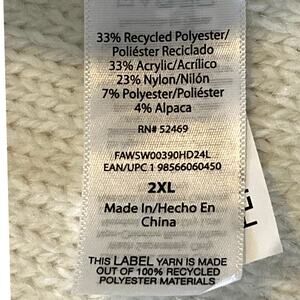 33% Recycled Polyester/
Poliéster Reciclado
33% Acrylic/Acrílico
23% Nylon/Nilón
7% Polyester/Poliéster
4% Alpaca
RN# 52469
FAWSW00390HD24L
EAN/UPC 1 98566060450
2XL
Made In/Hecho En
China
THIS LABEL YARN IS MADE
OUT OF 100% RECYCLED
POLYESTER MATERIALS